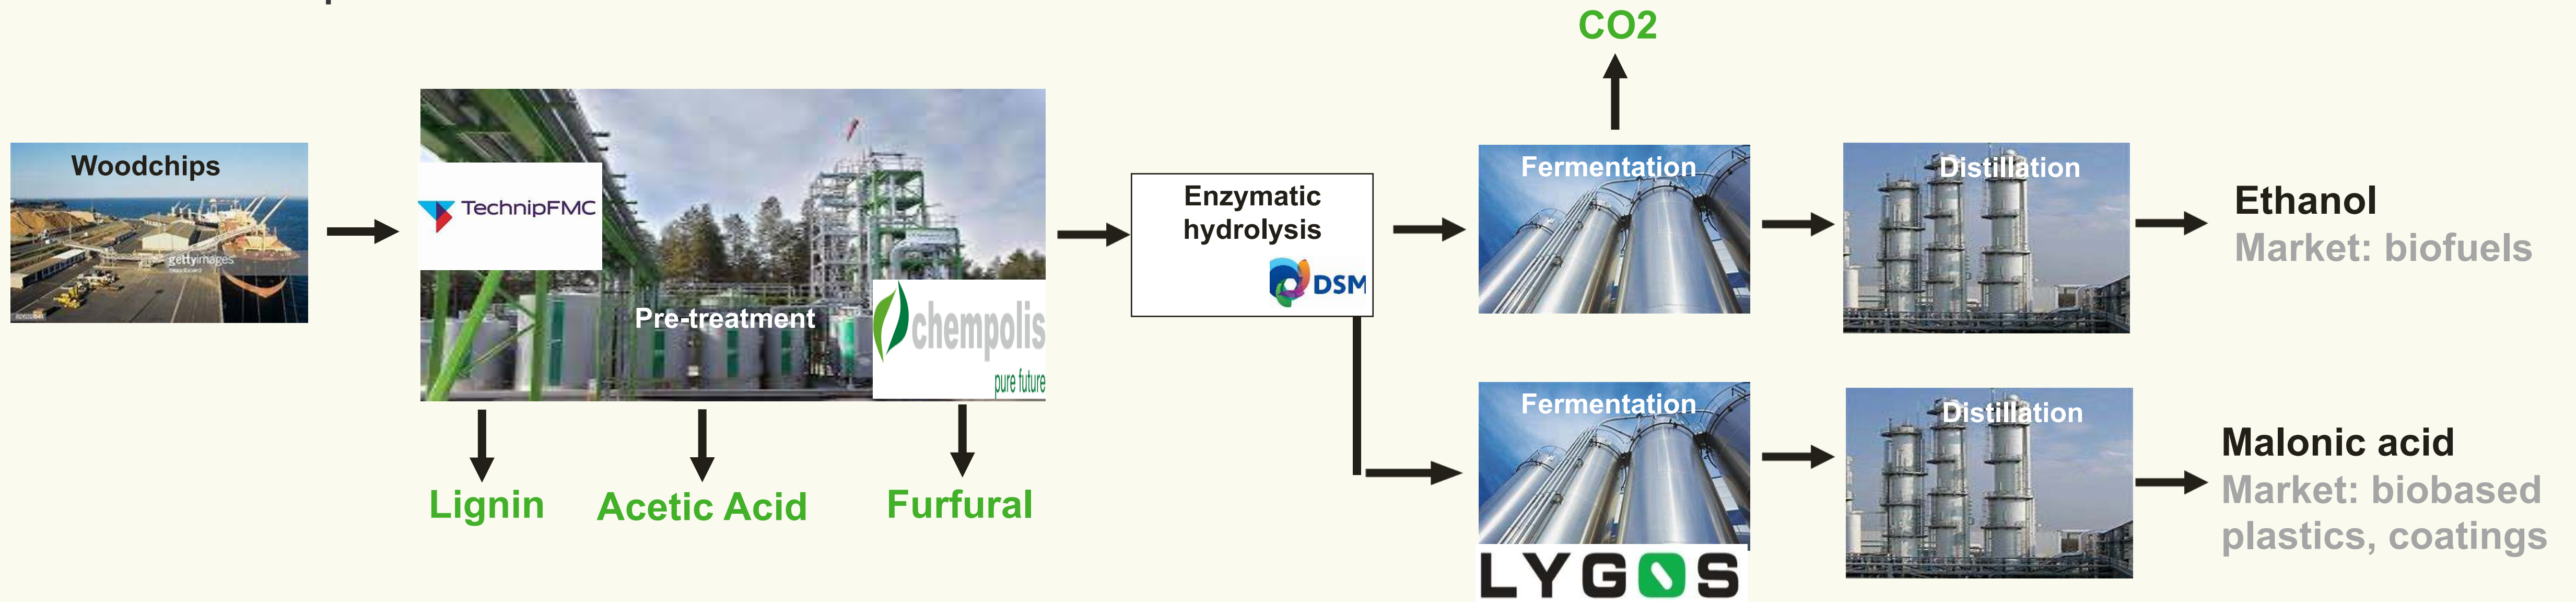 CO2
Woodchips
gettyimages
TechnipFMC
Pre-treatment
chempolis
pure future
Lignin
Acetic Acid
Furfural
Enzymatic
hydrolysis
DSM
Fermentation
Distillation
Ethanol
Market: biofuels
Fermentation
LYGOS
Distillation
Malonic acid
Market: biobased
plastics, coatings